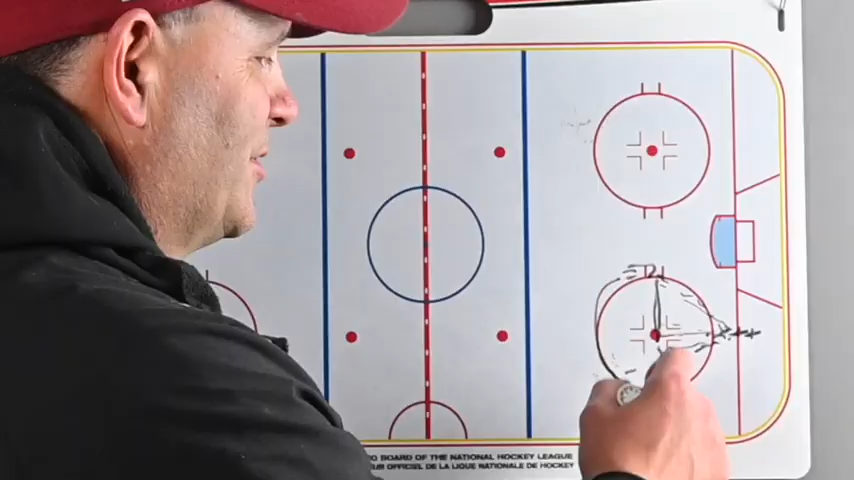 BOARD OF THE NATIONAL HOCKEY LEAGUE
OFFICIEL DE LA LIGUE NATIONALE DE HOCKEY